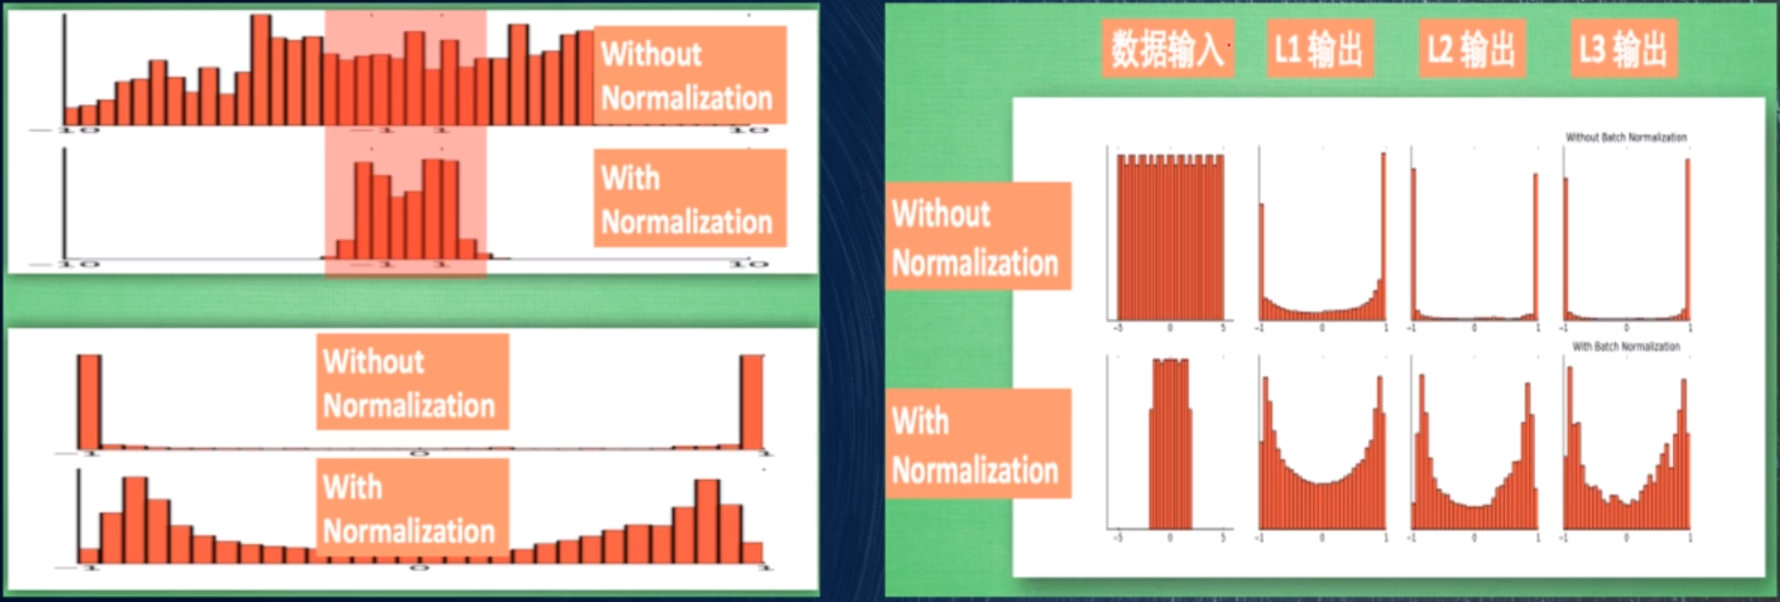 Without
Normalization
-10
-1
1
10
With
Normalization
-10
-1
1
10
Without
Normalization
-1
0
1
With
Normalization
-1
0
1
数据输入
L1 输出
L2 输出
L3 输出
Without Batch Normalization
Without
Normalization
-5 0 5
-1 0 1
-1 0 1
-1 0 1
With Batch Normalization
With
Normalization
-5 0 5
-1 0 1
-1 0 1
-1 0 1